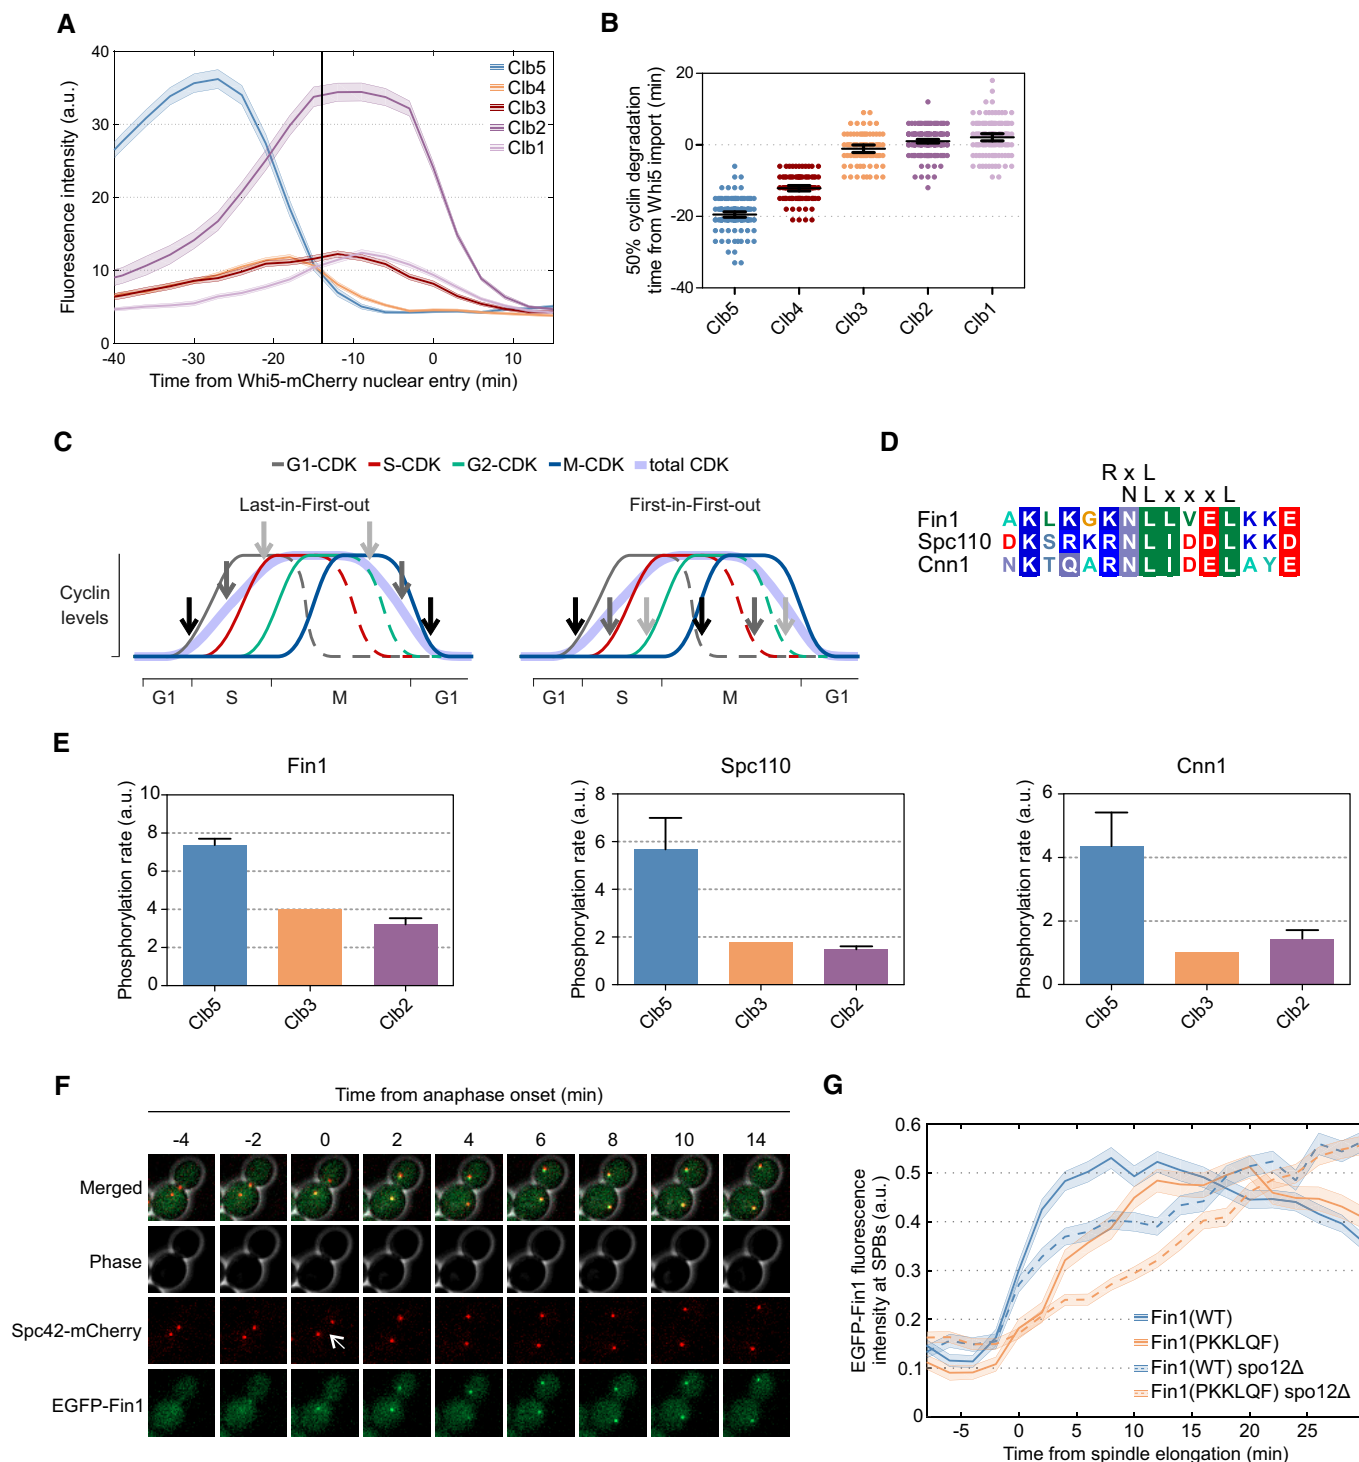 A
Fluorescence intensity (a.u.)
40
30
20
10
0
-40
-30
-20
-10
0
10
Time from Whi5-mCherry nuclear entry (min)
Clb5
Clb4
Clb3
Clb2
Clb1
B
50% cyclin degradation
time from Whi5 import (min)
20
0
-20
-40
Clb5
Clb4
Clb3
Clb2
Clb1
C
G1-CDK
S-CDK
G2-CDK
M-CDK
total CDK
Last-in-First-out
First-in-First-out
Cyclin
levels
G1 S M G1
G1 S M G1
D
R x L
N L x x x L
Fin1 A K L K G K N L L V E L K K E
Spc110 D K S R K R N L I D D L K K D
Cnn1 N K T Q A R N L I D E L A Y E
E
Fin1
Phosphorylation rate (a.u.)
10
8
6
4
2
0
Clb5
Clb3
Clb2
Spc110
Phosphorylation rate (a.u.)
8
6
4
2
0
Clb5
Clb3
Clb2
Cnn1
Phosphorylation rate (a.u.)
6
4
2
0
Clb5
Clb3
Clb2
F
Time from anaphase onset (min)
-4 -2 0 2 4 6 8 10 14
Merged
Phase
Spc42-mCherry
EGFP-Fin1
G
EGFP-Fin1 fluorescence
intensity at SPBs (a.u.)
0.6
0.5
0.4
0.3
0.2
0.1
0
-5
0
5
10
15
20
25
Time from spindle elongation (min)
Fin1(WT)
Fin1(PKKLQF)
Fin1(WT) spo12Δ
Fin1(PKKLQF) spo12Δ